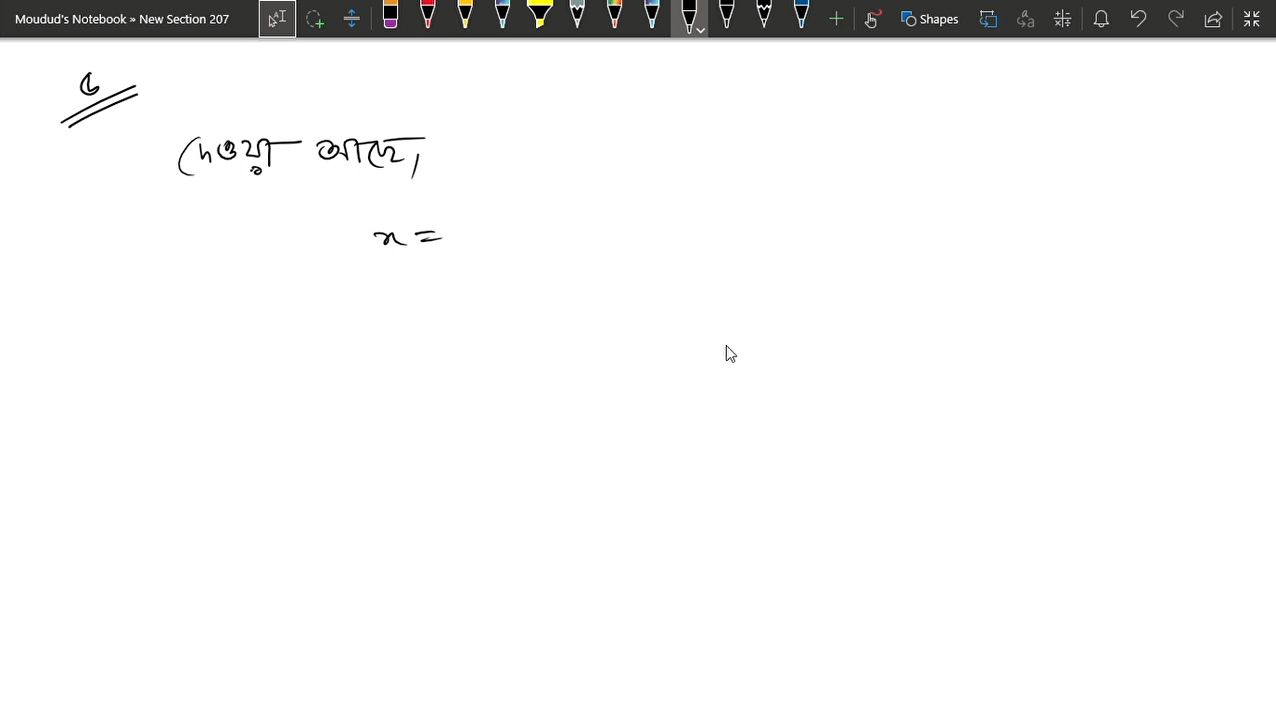 Moudud's Notebook » New Section 207
Shapes
৫
দেওয়া আছে,
x =